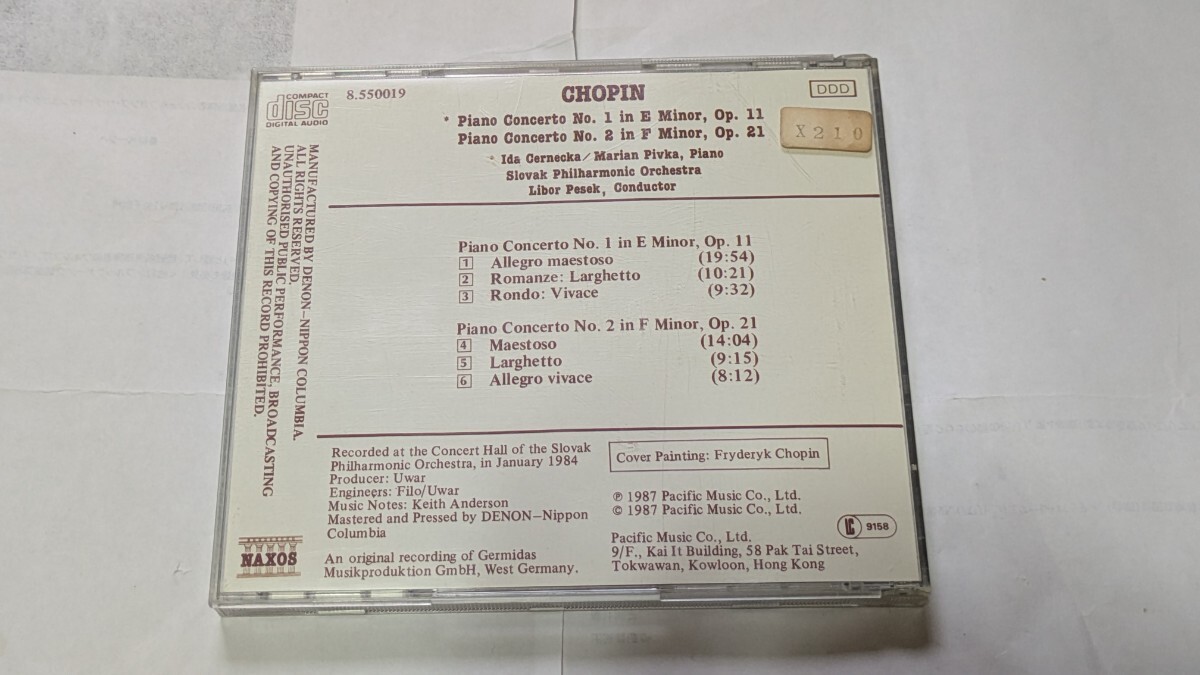 COMPACT
disc
DIGITAL AUDIO
8.550019
CHOPIN
DDD
* Piano Concerto No. 1 in E Minor, Op. 11
Piano Concerto No. 2 in F Minor, Op. 21
X210
* Ida Cernecka/Marian Pivka, Piano
Slovak Philharmonic Orchestra
Libor Pesek, Conductor
MANUFACTURED BY DENON–NIPPON COLUMBIA.
ALL RIGHTS RESERVED.
UNAUTHORISED PUBLIC PERFORMANCE, BROADCASTING
AND COPYING OF THIS RECORD PROHIBITED.
Piano Concerto No. 1 in E Minor, Op. 11
1 Allegro maestoso (19:54)
2 Romanze: Larghetto (10:21)
3 Rondo: Vivace (9:32)
Piano Concerto No. 2 in F Minor, Op. 21
4 Maestoso (14:04)
5 Larghetto (9:15)
6 Allegro vivace (8:12)
Recorded at the Concert Hall of the Slovak
Philharmonic Orchestra, in January 1984
Producer: Uwar
Engineers: Filo/Uwar
Music Notes: Keith Anderson
Mastered and Pressed by DENON–Nippon
Columbia
An original recording of Germidas
Musikproduktion GmbH, West Germany.
Cover Painting: Fryderyk Chopin
℗ 1987 Pacific Music Co., Ltd.
© 1987 Pacific Music Co., Ltd.
LC 9158
Pacific Music Co., Ltd.
9/F., Kai It Building, 58 Pak Tai Street,
Tokwawan, Kowloon, Hong Kong
NAXOS